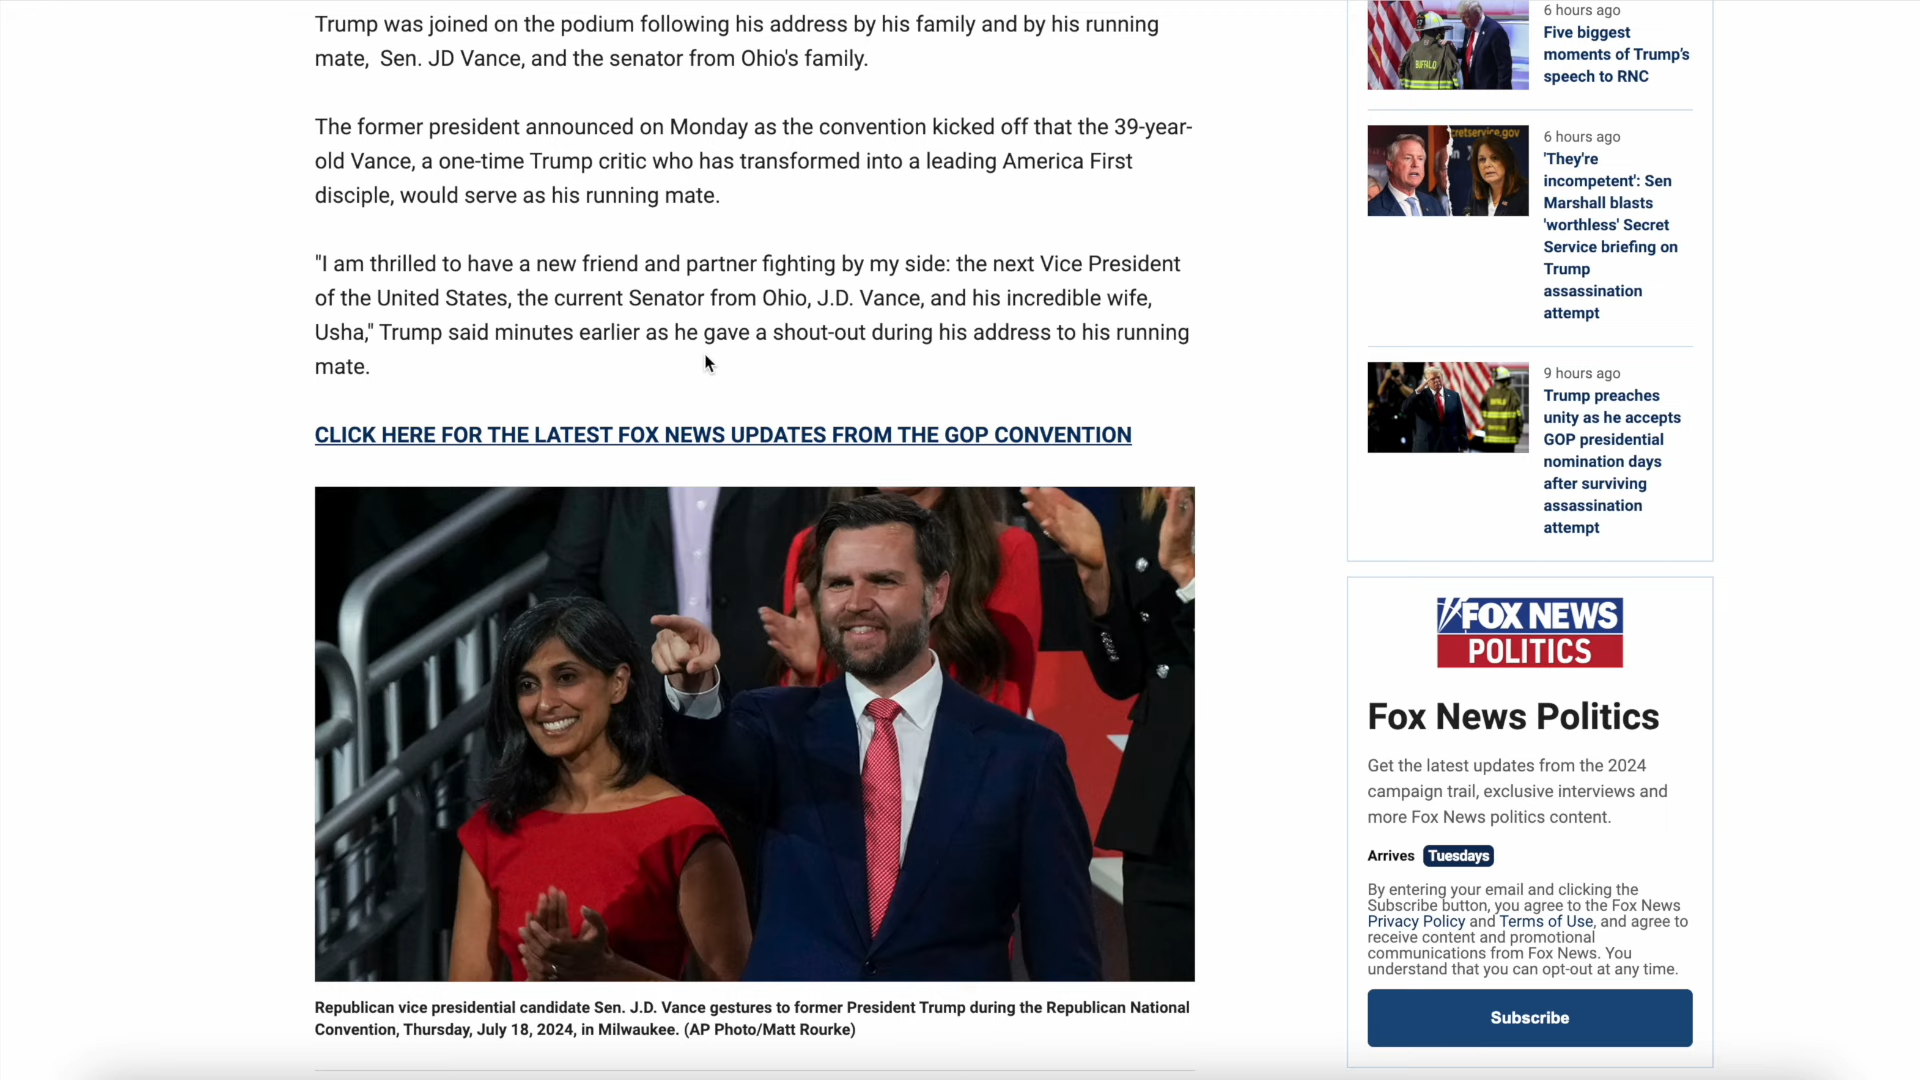 Trump was joined on the podium following his address by his family and by his running
mate,  Sen. JD Vance, and the senator from Ohio's family.
The former president announced on Monday as the convention kicked off that the 39-year-
old Vance, a one-time Trump critic who has transformed into a leading America First
disciple, would serve as his running mate.
"I am thrilled to have a new friend and partner fighting by my side: the next Vice President
of the United States, the current Senator from Ohio, J.D. Vance, and his incredible wife,
Usha," Trump said minutes earlier as he gave a shout-out during his address to his running
mate.
CLICK HERE FOR THE LATEST FOX NEWS UPDATES FROM THE GOP CONVENTION
Republican vice presidential candidate Sen. J.D. Vance gestures to former President Trump during the Republican National
Convention, Thursday, July 18, 2024, in Milwaukee. (AP Photo/Matt Rourke)
BUFFALO
6 hours ago
Five biggest
moments of Trump's
speech to RNC
cretservice.gov
6 hours ago
'They're
incompetent': Sen
Marshall blasts
'worthless' Secret
Service briefing on
Trump
assassination
attempt
9 hours ago
Trump preaches
unity as he accepts
GOP presidential
nomination days
after surviving
assassination
attempt
FOX NEWS
POLITICS
Fox News Politics
Get the latest updates from the 2024
campaign trail, exclusive interviews and
more Fox News politics content.
Arrives Tuesdays
By entering your email and clicking the
Subscribe button, you agree to the Fox News
Privacy Policy and Terms of Use, and agree to
receive content and promotional
communications from Fox News. You
understand that you can opt-out at any time.
Subscribe